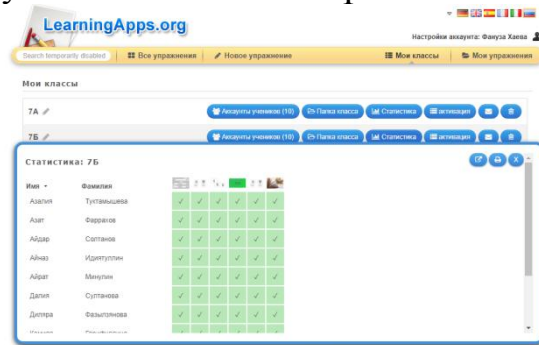 LearningApps.org
Настройки аккаунта: Фануза Хаева
Search temporarily disabled
Все упражнения
Новое упражнение
Мои классы
Мои упражнения
Мои классы
7А
Аккаунты учеников (10)
Папка класса
Статистика
активация
7Б
Аккаунты учеников (10)
Папка класса
Статистика
активация
Статистика: 7Б
X
Имя
Фамилия
Азалия Туктамышева
Азат Фаррахов
Айдар Солтанов
Айназ Идиятуллин
Айрат Минулин
Далия Султанова
Диляра Фазылзянова